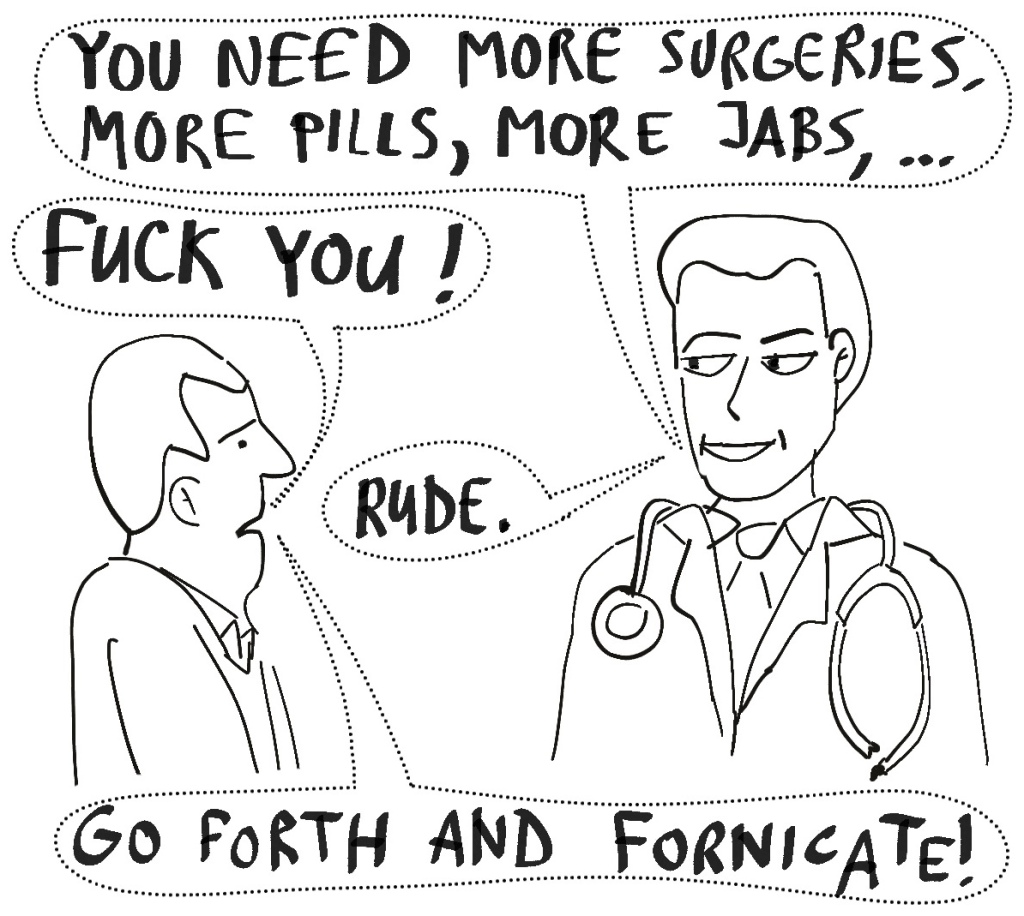 YOU NEED MORE SURGERIES,
MORE PILLS, MORE JABS, ...
FUCK YOU!
RUDE.
GO FORTH AND FORNICATE!